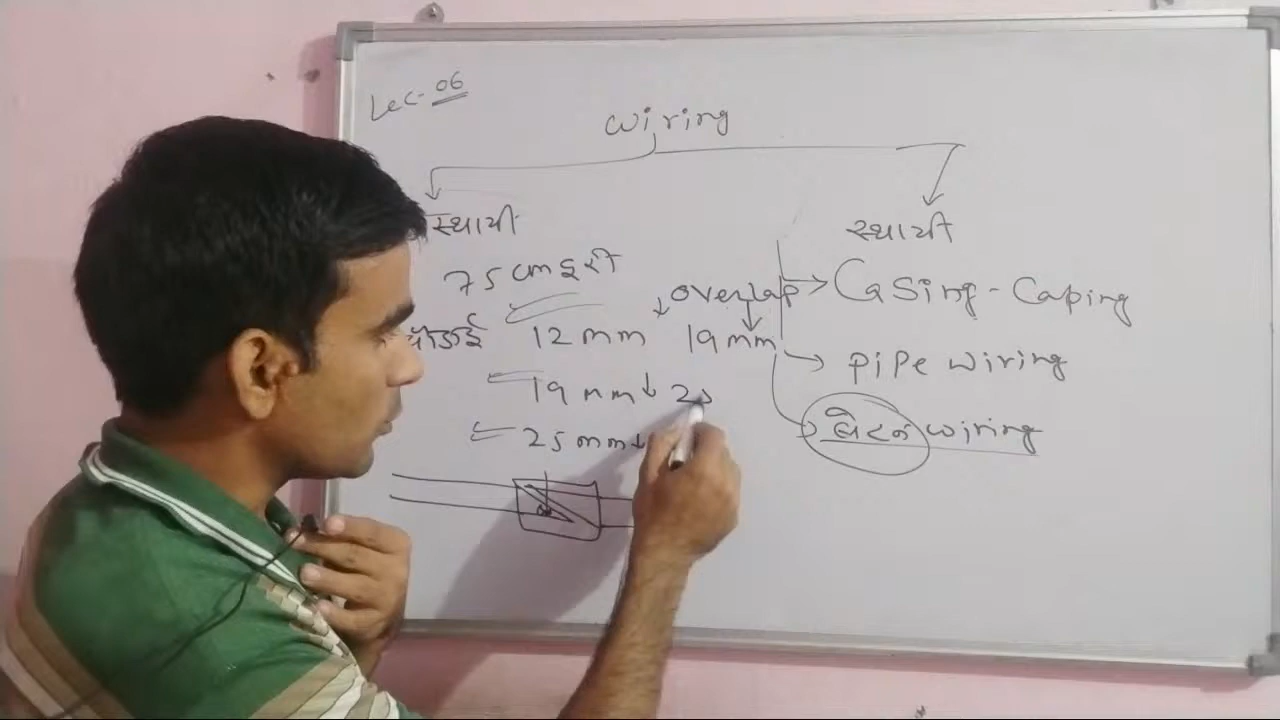 Lec- 06
wiring
स्थायी
स्थायी
75 cm दूरी
overlap
Casing - Caping
चौडाई 12 mm 19 mm
PiPe wiring
19 mm
25 mm
बैटन wiring